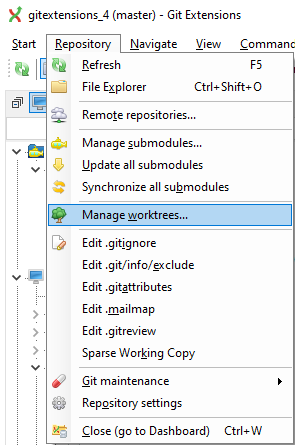 gitextensions_4 (master) - Git Extensions
Start Repository Navigate View Command
Refresh F5
File Explorer Ctrl+Shift+O
Remote repositories...
Manage submodules...
Update all submodules
Synchronize all submodules
Manage worktrees...
Edit .gitignore
Edit .git/info/exclude
Edit .gitattributes
Edit .mailmap
Edit .gitreview
Sparse Working Copy
Git maintenance
Repository settings
Close (go to Dashboard) Ctrl+W